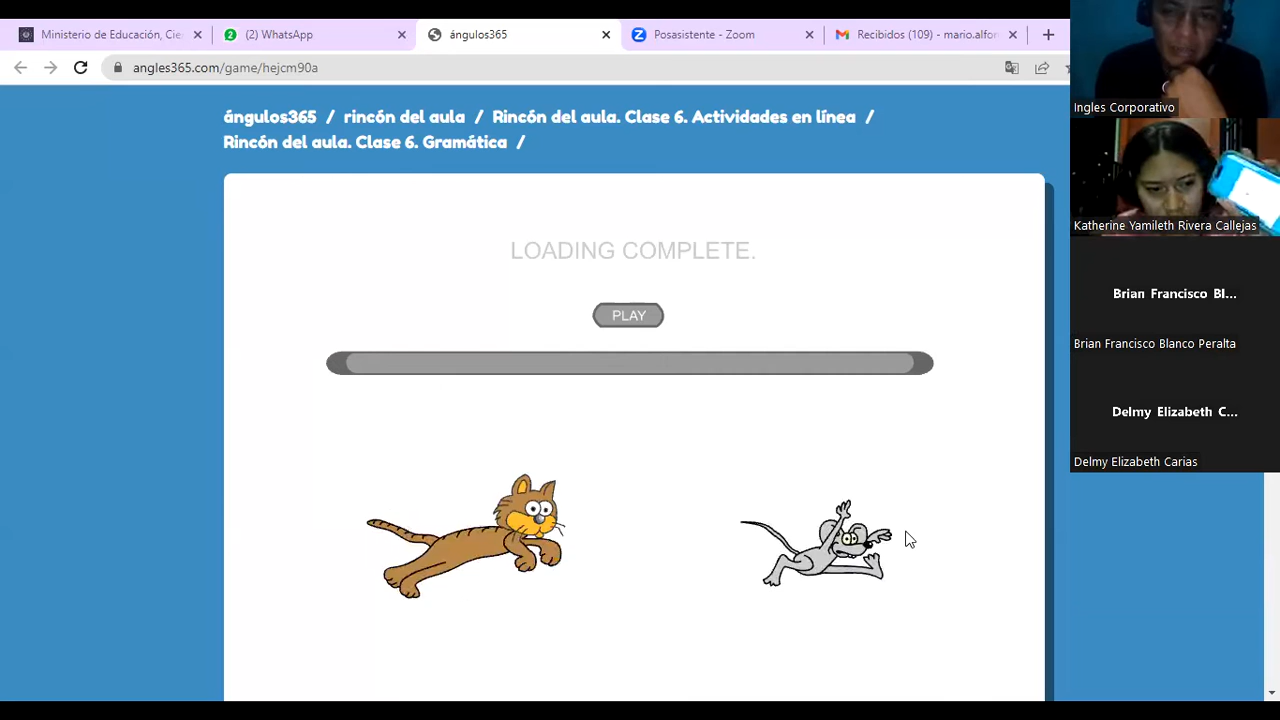 Ministerio de Educación, Cie
2
(2) WhatsApp
ángulos365
Posasistente - Zoom
Recibidos (109) - mario.alfon
angles365.com/game/hejcm90a
ángulos365 / rincón del aula / Rincón del aula. Clase 6. Actividades en línea /
Rincón del aula. Clase 6. Gramática /
LOADING COMPLETE.
PLAY
Ingles Corporativo
Katherine Yamileth Rivera Callejas
Brian Francisco Bl...
Brian Francisco Blanco Peralta
Delmy Elizabeth C...
Delmy Elizabeth Carias